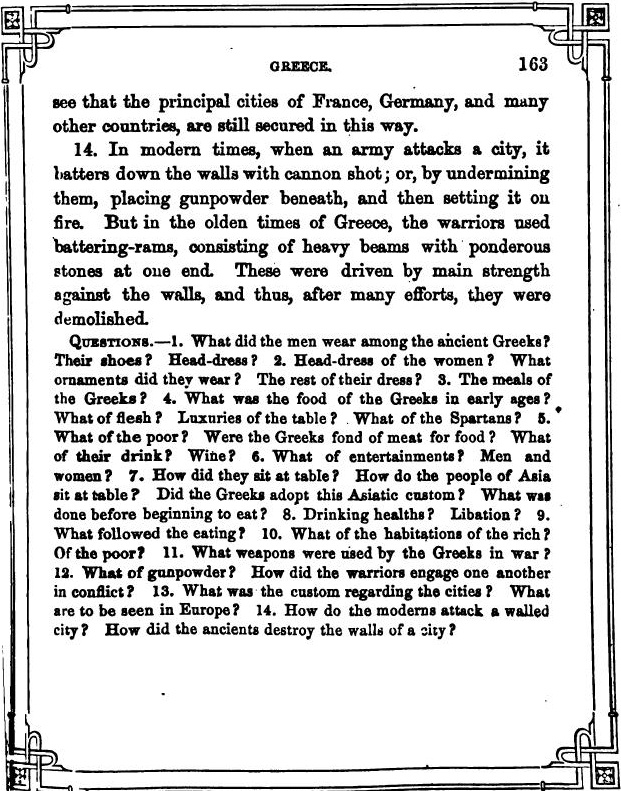 GREECE. 163
see that the principal cities of France, Germany, and many
other countries, are still secured in this way.
14. In modern times, when an army attacks a city, it
batters down the walls with cannon shot; or, by undermining
them, placing gunpowder beneath, and then setting it on
fire. But in the olden times of Greece, the warriors used
battering-rams, consisting of heavy beams with ponderous
stones at one end. These were driven by main strength
against the walls, and thus, after many efforts, they were
demolished.
QUESTIONS.—1. What did the men wear among the ancient Greeks?
Their shoes? Head-dress? 2. Head-dress of the women? What
ornaments did they wear? The rest of their dress? 3. The meals of
the Greeks? 4. What was the food of the Greeks in early ages?
What of flesh? Luxuries of the table? What of the Spartans? 5.
What of the poor? Were the Greeks fond of meat for food? What
of their drink? Wine? 6. What of entertainments? Men and
women? 7. How did they sit at table? How do the people of Asia
sit at table? Did the Greeks adopt this Asiatic custom? What was
done before beginning to eat? 8. Drinking healths? Libation? 9.
What followed the eating? 10. What of the habitations of the rich?
Of the poor? 11. What weapons were used by the Greeks in war?
12. What of gunpowder? How did the warriors engage one another
in conflict? 13. What was the custom regarding the cities? What
are to be seen in Europe? 14. How do the moderns attack a walled
city? How did the ancients destroy the walls of a city?